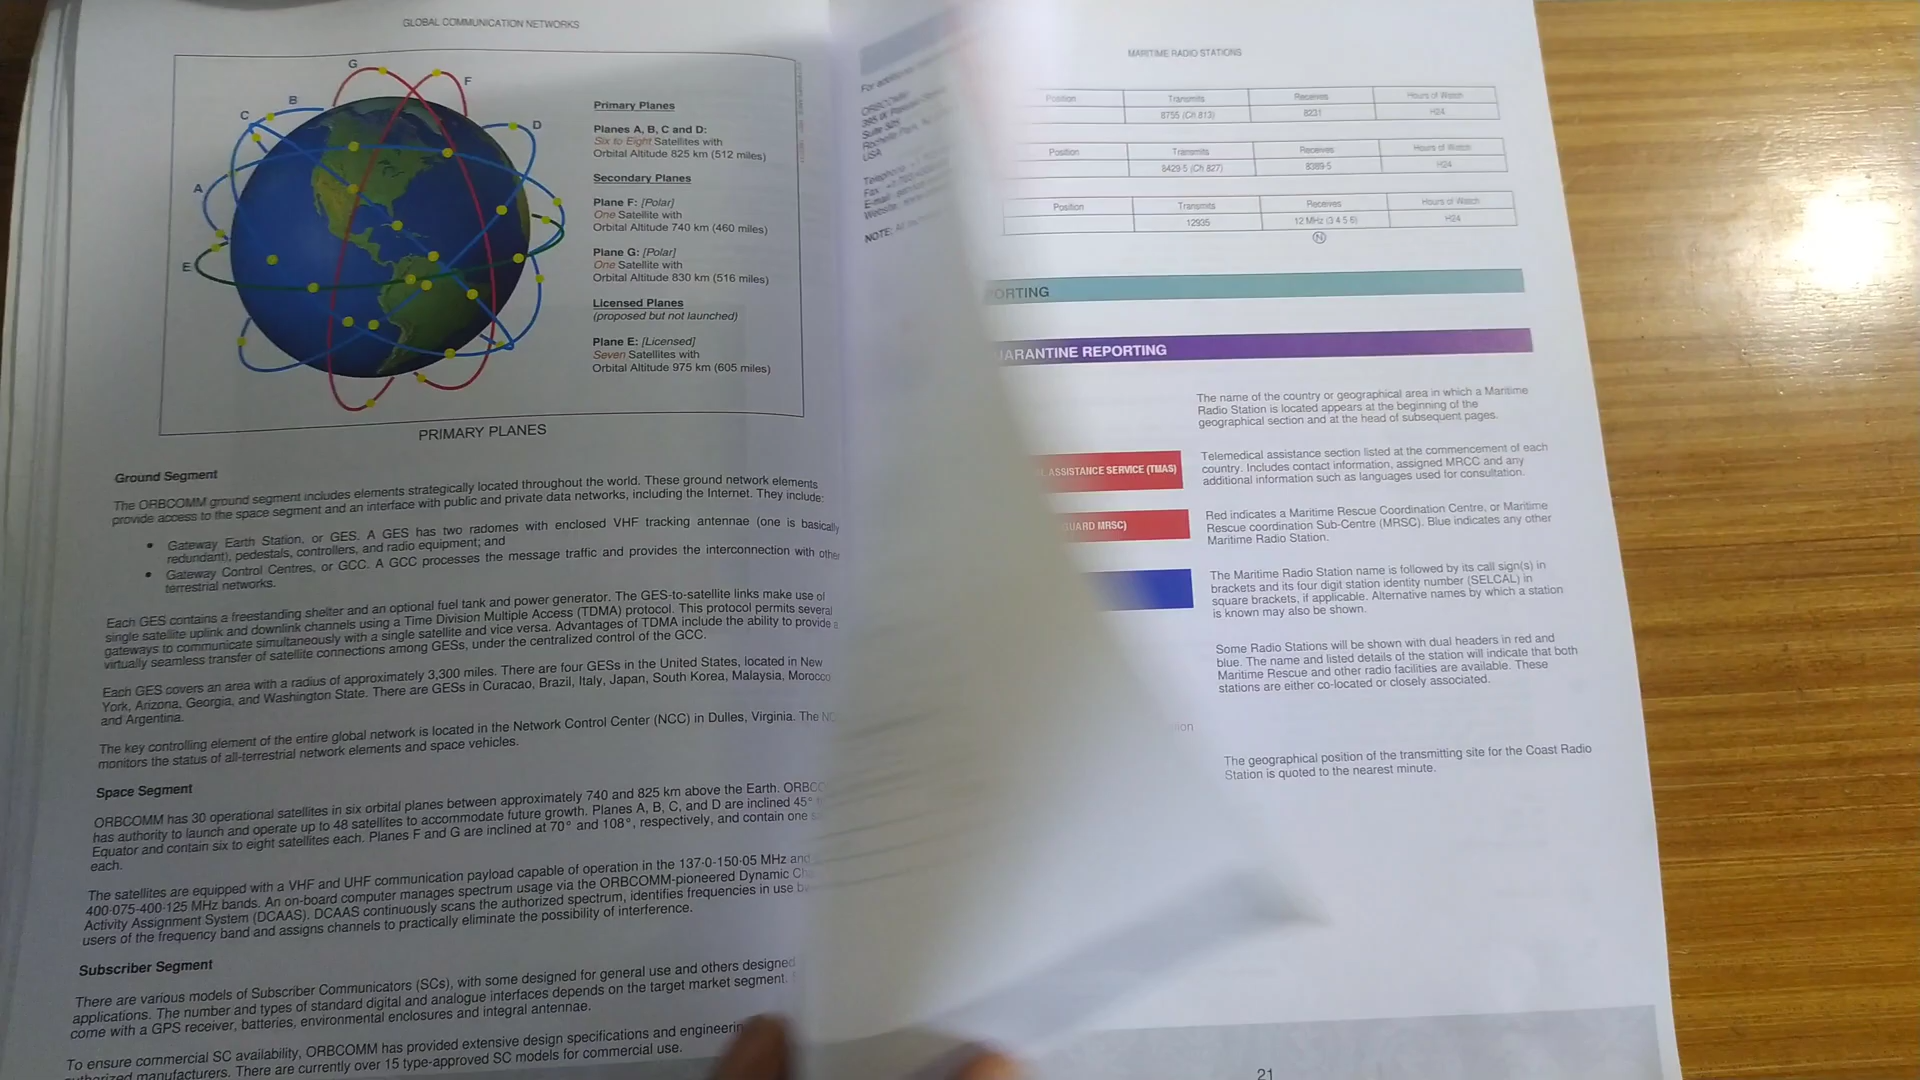 GLOBAL COMMUNICATION NETWORKS
G
F
B
C
D
A
E
Primary Planes
Planes A, B, C and D:
Six to Eight Satellites with
Orbital Altitude 825 km (512 miles)
Secondary Planes
Plane F: [Polar]
One Satellite with
Orbital Altitude 740 km (460 miles)
Plane G: [Polar]
One Satellite with
Orbital Altitude 830 km (516 miles)
Licensed Planes
(proposed but not launched)
Plane E: [Licensed]
Seven Satellites with
Orbital Altitude 975 km (605 miles)
PRIMARY PLANES
Ground Segment
The ORBCOMM ground segment includes elements strategically located throughout the world. These ground network elements
provide access to the space segment and an interface with public and private data networks, including the Internet. They include:
• Gateway Earth Station, or GES. A GES has two radomes with enclosed VHF tracking antennae (one is basically
redundant), pedestals, controllers, and radio equipment; and
• Gateway Control Centres, or GCC. A GCC processes the message traffic and provides the interconnection with other
terrestrial networks.
Each GES contains a freestanding shelter and an optional fuel tank and power generator. The GES-to-satellite links make use of
single satellite uplink and downlink channels using a Time Division Multiple Access (TDMA) protocol. This protocol permits several
gateways to communicate simultaneously with a single satellite and vice versa. Advantages of TDMA include the ability to provide a
virtually seamless transfer of satellite connections among GESs, under the centralized control of the GCC.
Each GES covers an area with a radius of approximately 3,300 miles. There are four GESs in the United States, located in New
York, Arizona, Georgia, and Washington State. There are GESs in Curacao, Brazil, Italy, Japan, South Korea, Malaysia, Morocco
and Argentina.
The key controlling element of the entire global network is located in the Network Control Center (NCC) in Dulles, Virginia. The
monitors the status of all-terrestrial network elements and space vehicles.
Space Segment
ORBCOMM has 30 operational satellites in six orbital planes between approximately 740 and 825 km above the Earth.
has authority to launch and operate up to 48 satellites to accommodate future growth. Planes A, B, C, and D are inclined 45°
Equator and contain six to eight satellites each. Planes F and G are inclined at 70° and 108°, respectively, and contain one
each.
The satellites are equipped with a VHF and UHF communication payload capable of operation in the 137·0-150·05 MHz and
400·075-400·125 MHz bands. An on-board computer manages spectrum usage via the ORBCOMM-pioneered Dynamic
Activity Assignment System (DCAAS). DCAAS continuously scans the authorized spectrum, identifies frequencies in use
users of the frequency band and assigns channels to practically eliminate the possibility of interference.
Subscriber Segment
There are various models of Subscriber Communicators (SCs), with some designed for general use and others designed
applications. The number and types of standard digital and analogue interfaces depends on the target market segment.
come with a GPS receiver, batteries, environmental enclosures and integral antennae.
To ensure commercial SC availability, ORBCOMM has provided extensive design specifications and
authorized manufacturers. There are currently over 15 type-approved SC models for commercial use.
For
ORBCOMM
Suite 525
USA
Telephone
Fax:
E-mail:
Website:
NOTE: All
MARITIME RADIO STATIONS
Position Transmits Receives Hours of Watch
8755 (Ch 813) 8231 H24
Position Transmits Receives Hours of Watch
8429·5 (Ch 827) 8389·5 H24
Position Transmits Receives Hours of Watch
12935 12 MHz (3 4 5 6) H24
N
ORTING
ARANTINE REPORTING
The name of the country or geographical area in which a Maritime
Radio Station is located appears at the beginning of the
geographical section and at the head of subsequent pages.
ASSISTANCE SERVICE (TMAS)
Telemedical assistance section listed at the commencement of each
country. Includes contact information, assigned MRCC and any
additional information such as languages used for consultation.
GUARD MRSC)
Red indicates a Maritime Rescue Coordination Centre, or Maritime
Rescue coordination Sub-Centre (MRSC). Blue indicates any other
Maritime Radio Station.
The Maritime Radio Station name is followed by its call sign(s) in
brackets and its four digit station identity number (SELCAL) in
square brackets, if applicable. Alternative names by which a station
is known may also be shown.
Some Radio Stations will be shown with dual headers in red and
blue. The name and listed details of the station will indicate that both
Maritime Rescue and other radio facilities are available. These
stations are either co-located or closely associated.
The geographical position of the transmitting site for the Coast Radio
Station is quoted to the nearest minute.
21